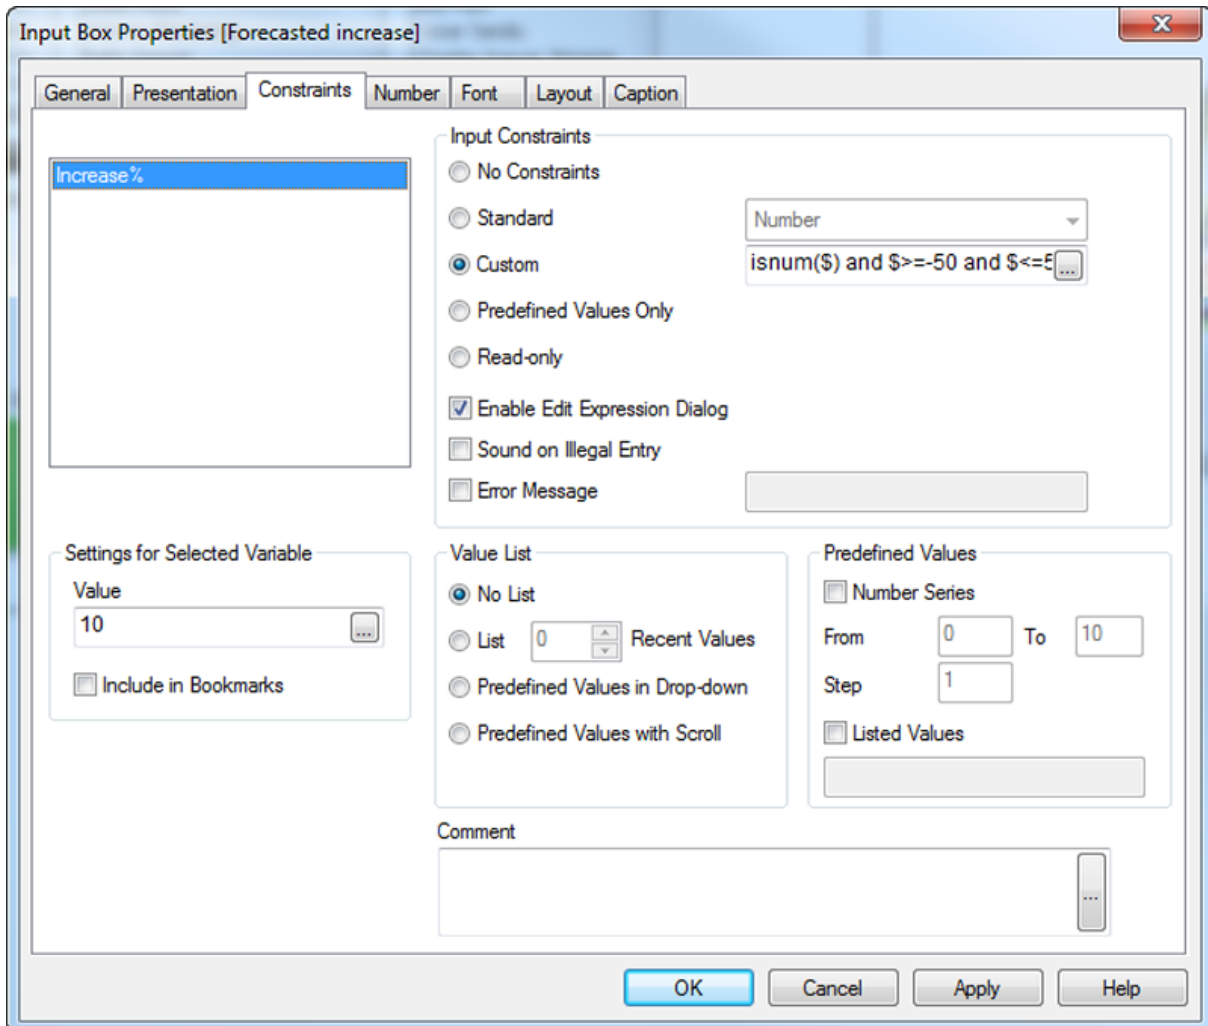 Input Box Properties [Forecasted increase]
General Presentation Constraints Number Font Layout Caption
Increase%
Input Constraints
No Constraints
Standard Number
Custom isnum($) and $>=-50 and $<=5 ...
Predefined Values Only
Read-only
Enable Edit Expression Dialog
Sound on Illegal Entry
Error Message
Settings for Selected Variable
Value
10 ...
Include in Bookmarks
Value List
No List
List 0 Recent Values
Predefined Values in Drop-down
Predefined Values with Scroll
Predefined Values
Number Series
From 0 To 10
Step 1
Listed Values
Comment
...
OK Cancel Apply Help